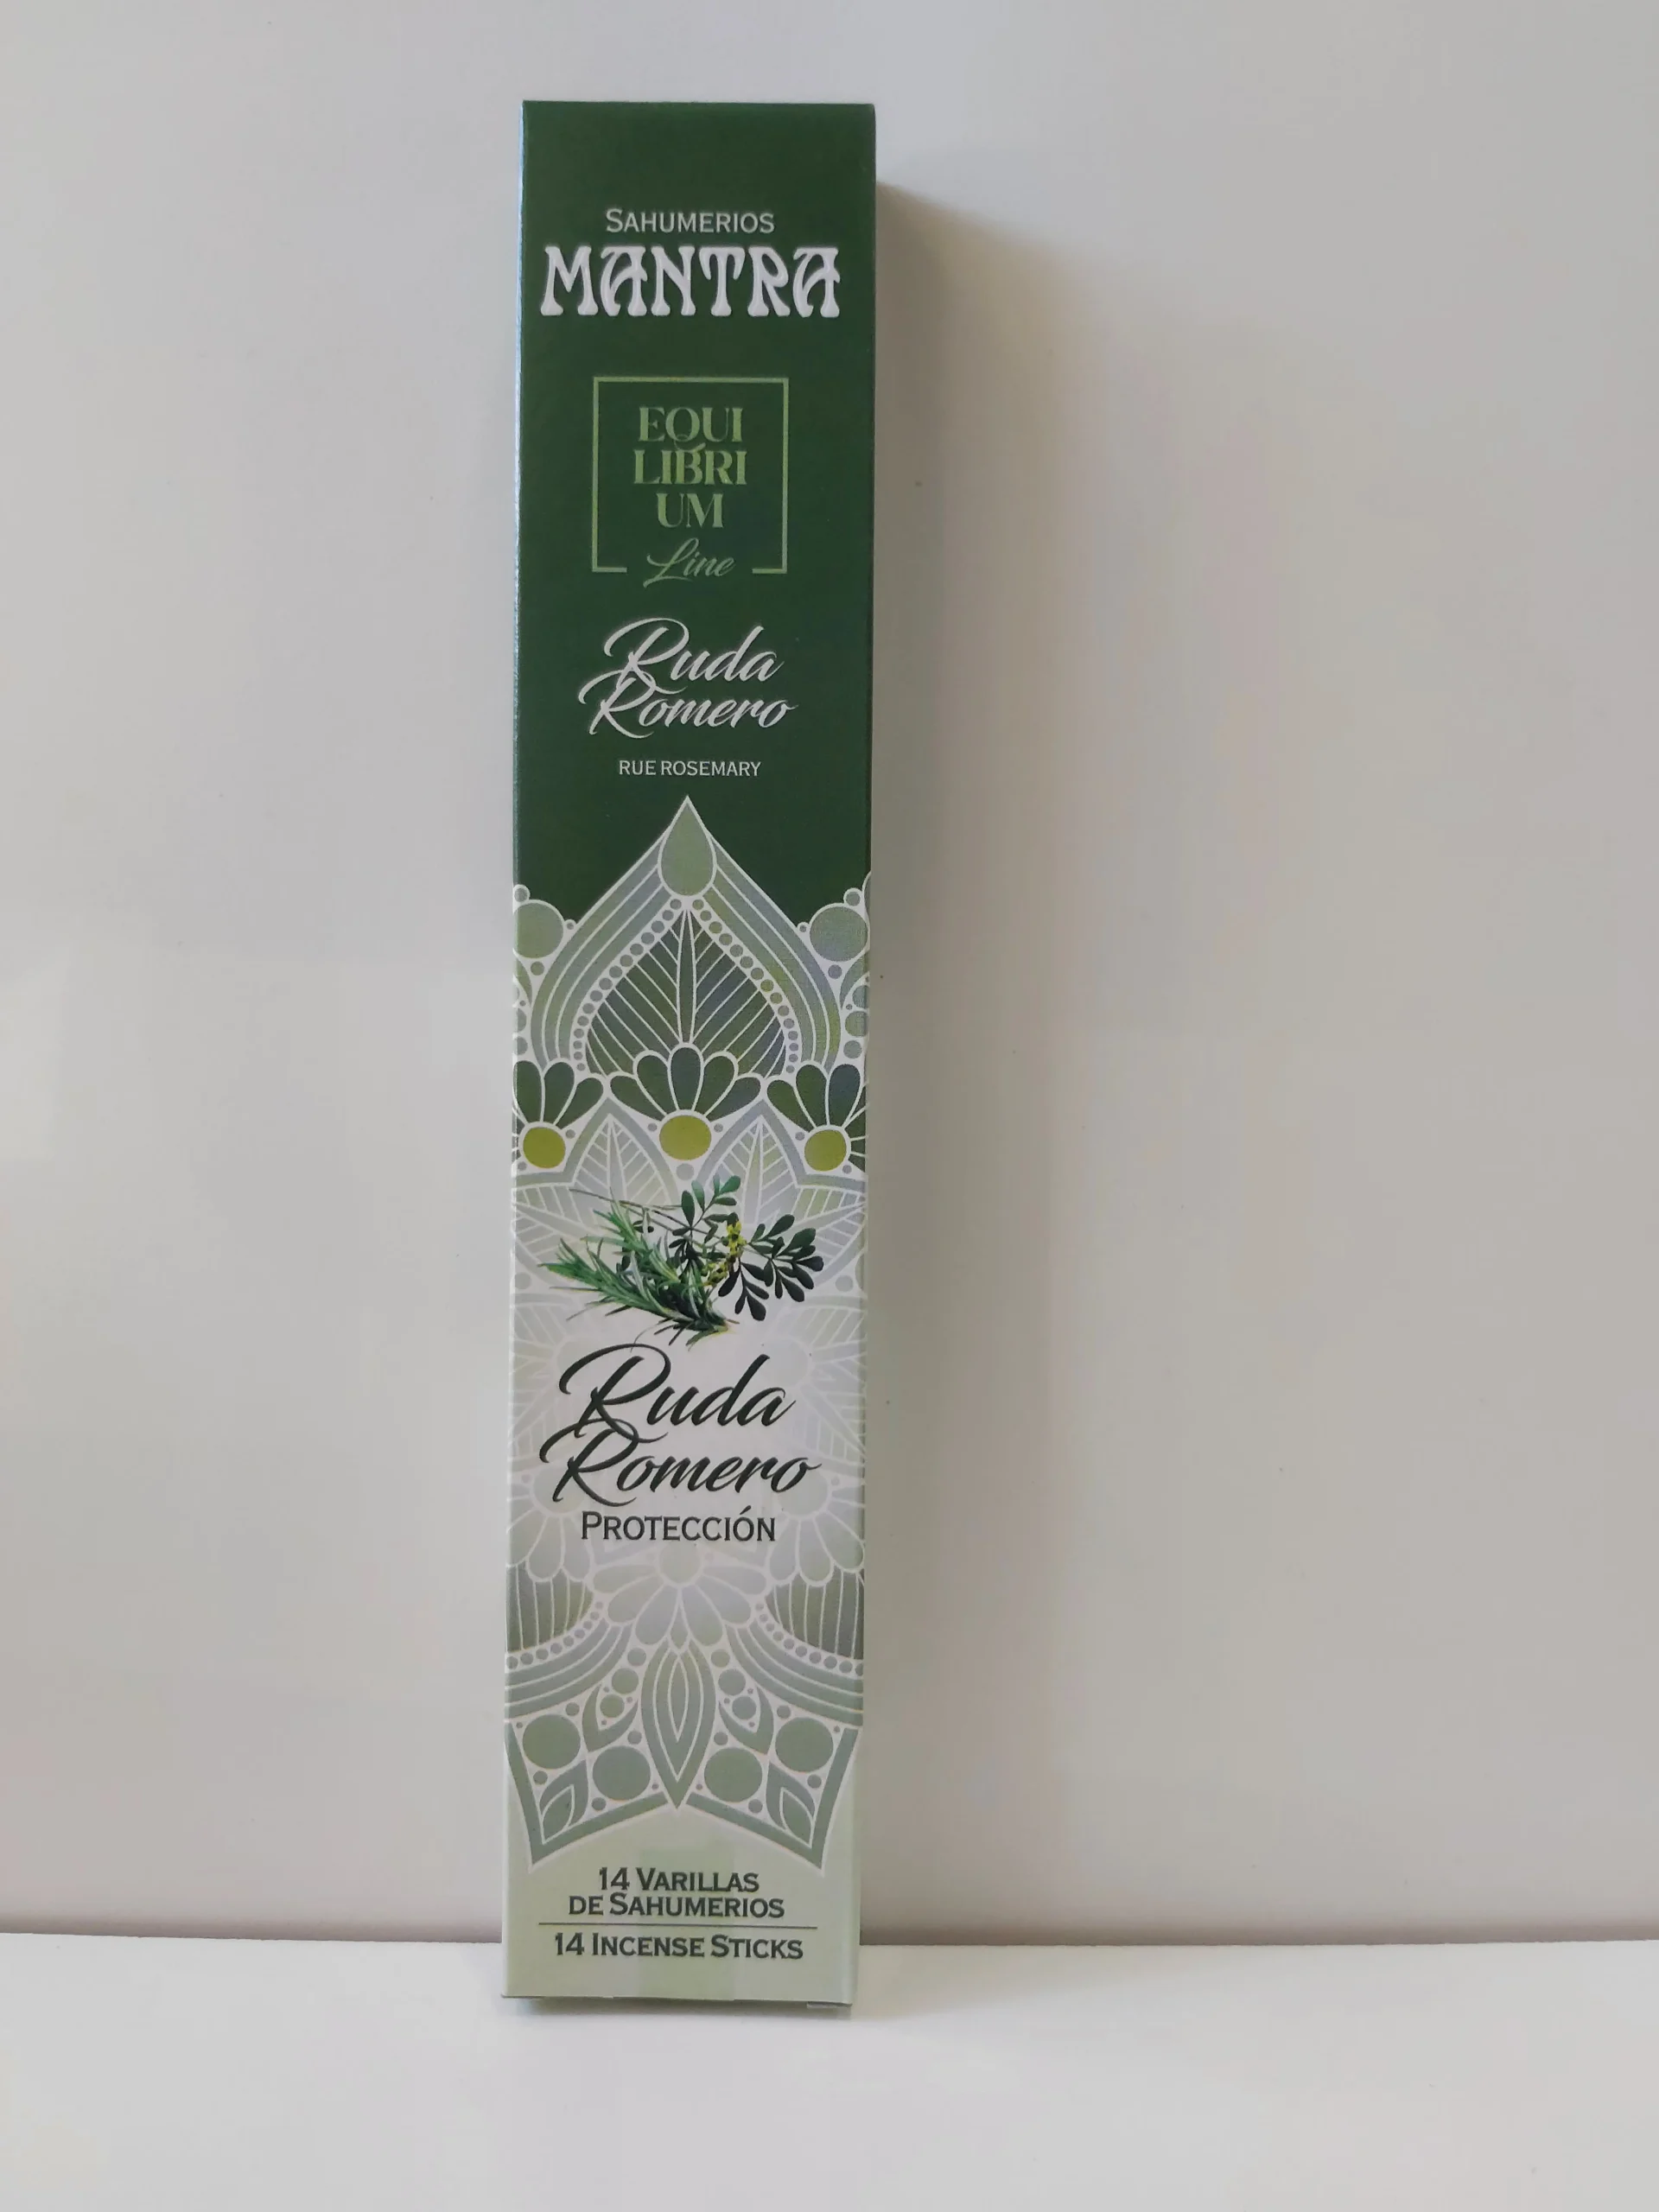 SAHUMERIOS
MANTRA
EQUI
LIBRI
UM
Line
Ruda
Romero
RUE ROSEMARY
Ruda
Romero
PROTECCIÓN
14 VARILLAS
DE SAHUMERIOS
14 INCENSE STICKS